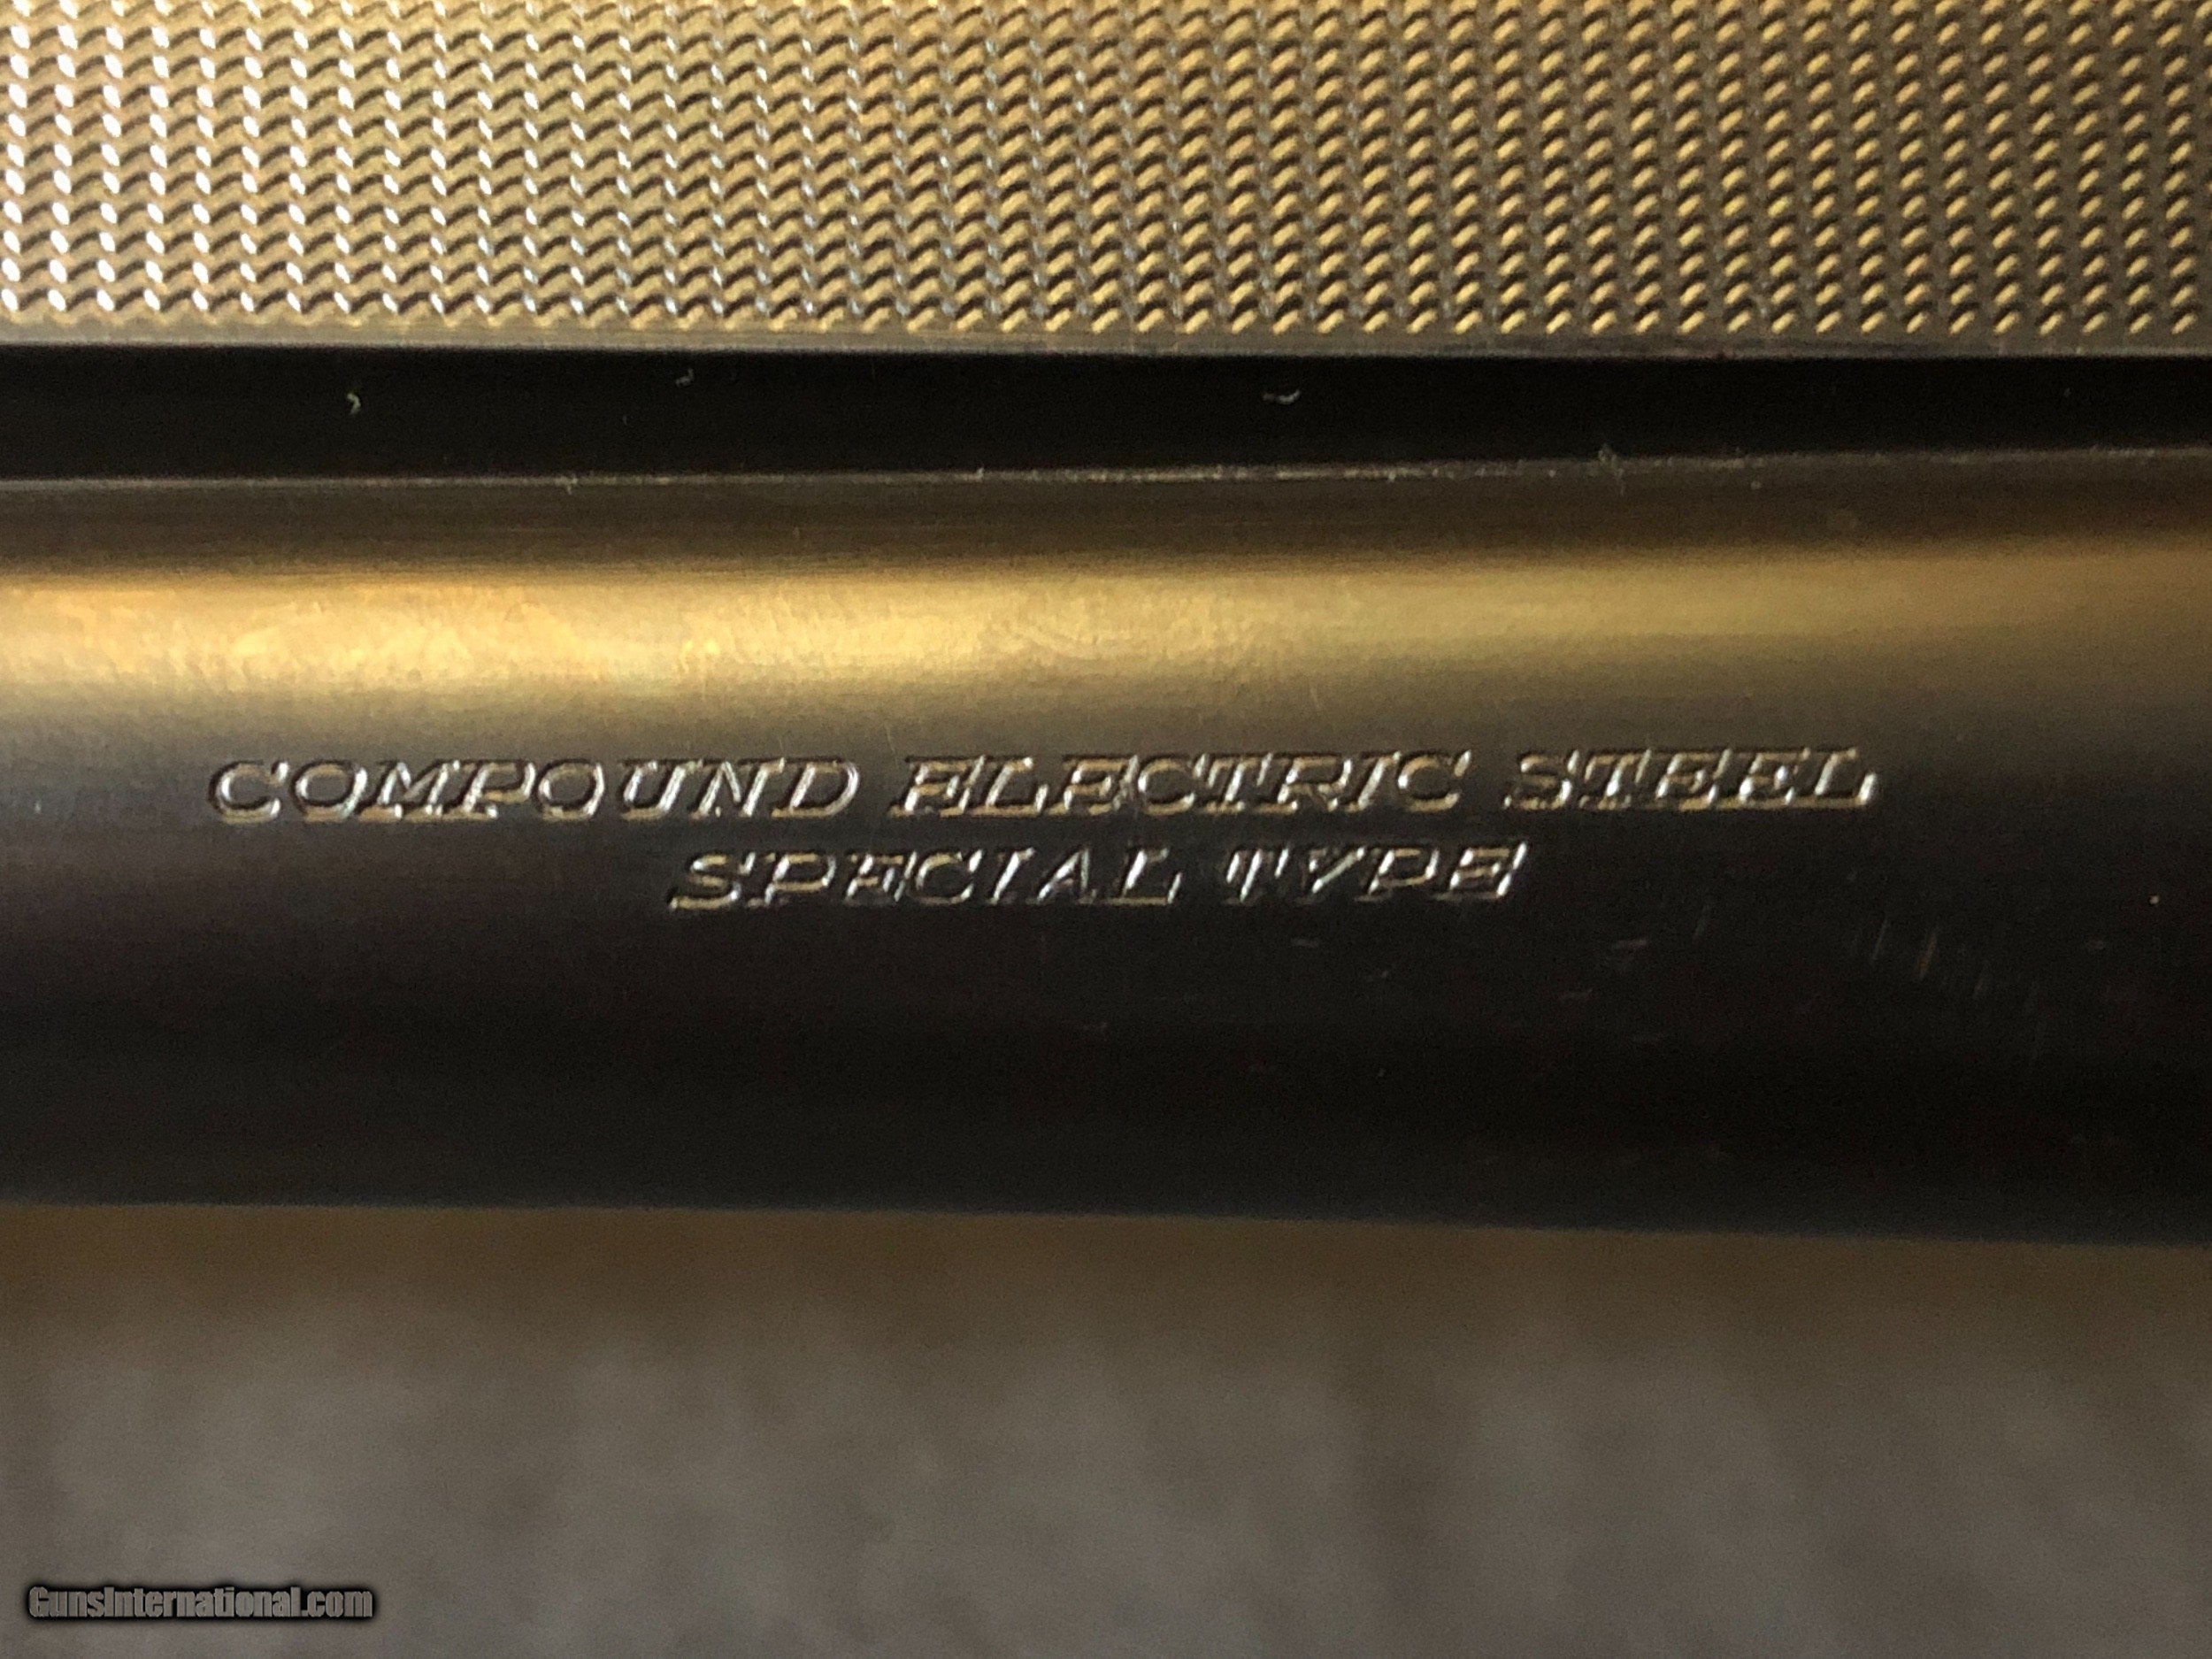 COMPOUND ELECTRIC STEEL
SPECIAL TYPE
GunsInternational.com